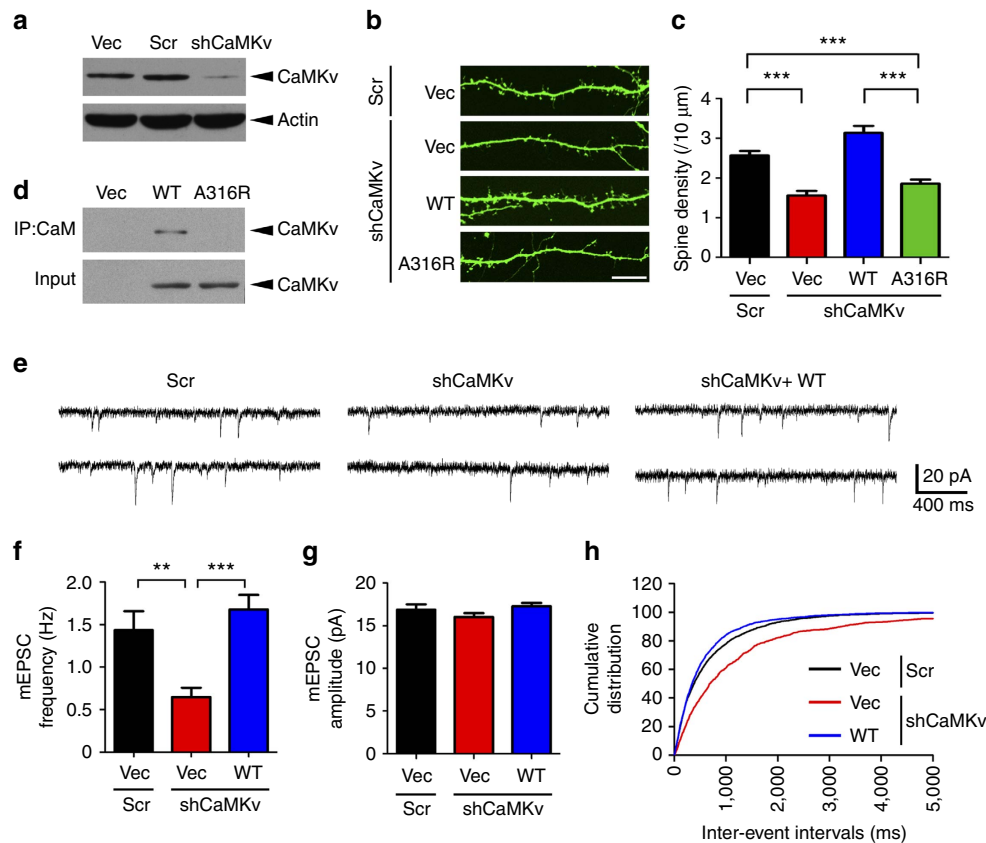 a
Vec Scr shCaMKv
CaMKv
Actin
b
Scr
Vec
shCaMKv
Vec
WT
A316R
c
***
*** ***
Spine density (/10 μm)
4
3
2
1
0
Vec Vec WT A316R
Scr shCaMKv
d
Vec WT A316R
IP:CaM CaMKv
Input CaMKv
e
Scr shCaMKv shCaMKv+ WT
20 pA
400 ms
f
** ***
mEPSC
frequency (Hz)
2.0
1.5
1.0
0.5
0
Vec Vec WT
Scr shCaMKv
g
mEPSC
amplitude (pA)
20
15
10
5
0
Vec Vec WT
Scr shCaMKv
h
Cumulative
distribution
120
100
80
60
40
20
0
Vec Scr
Vec shCaMKv
WT
0 1,000 2,000 3,000 4,000 5,000
Inter-event intervals (ms)